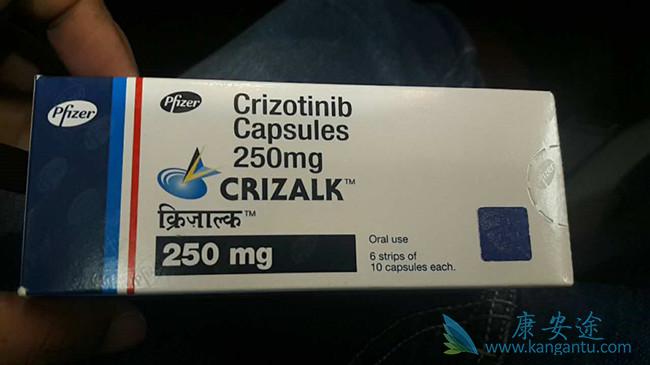 Pfizer
Pfizer
Crizotinib
Capsules
250mg
CRIZALK™
क्रिज़ाल्क™
250 mg
Oral use
6 strips of
10 capsules each.
康安途
www.kangantu.com